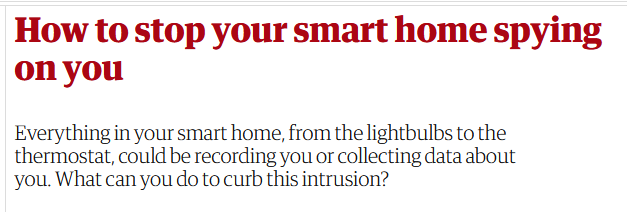 How to stop your smart home spying
on you
Everything in your smart home, from the lightbulbs to the
thermostat, could be recording you or collecting data about
you. What can you do to curb this intrusion?